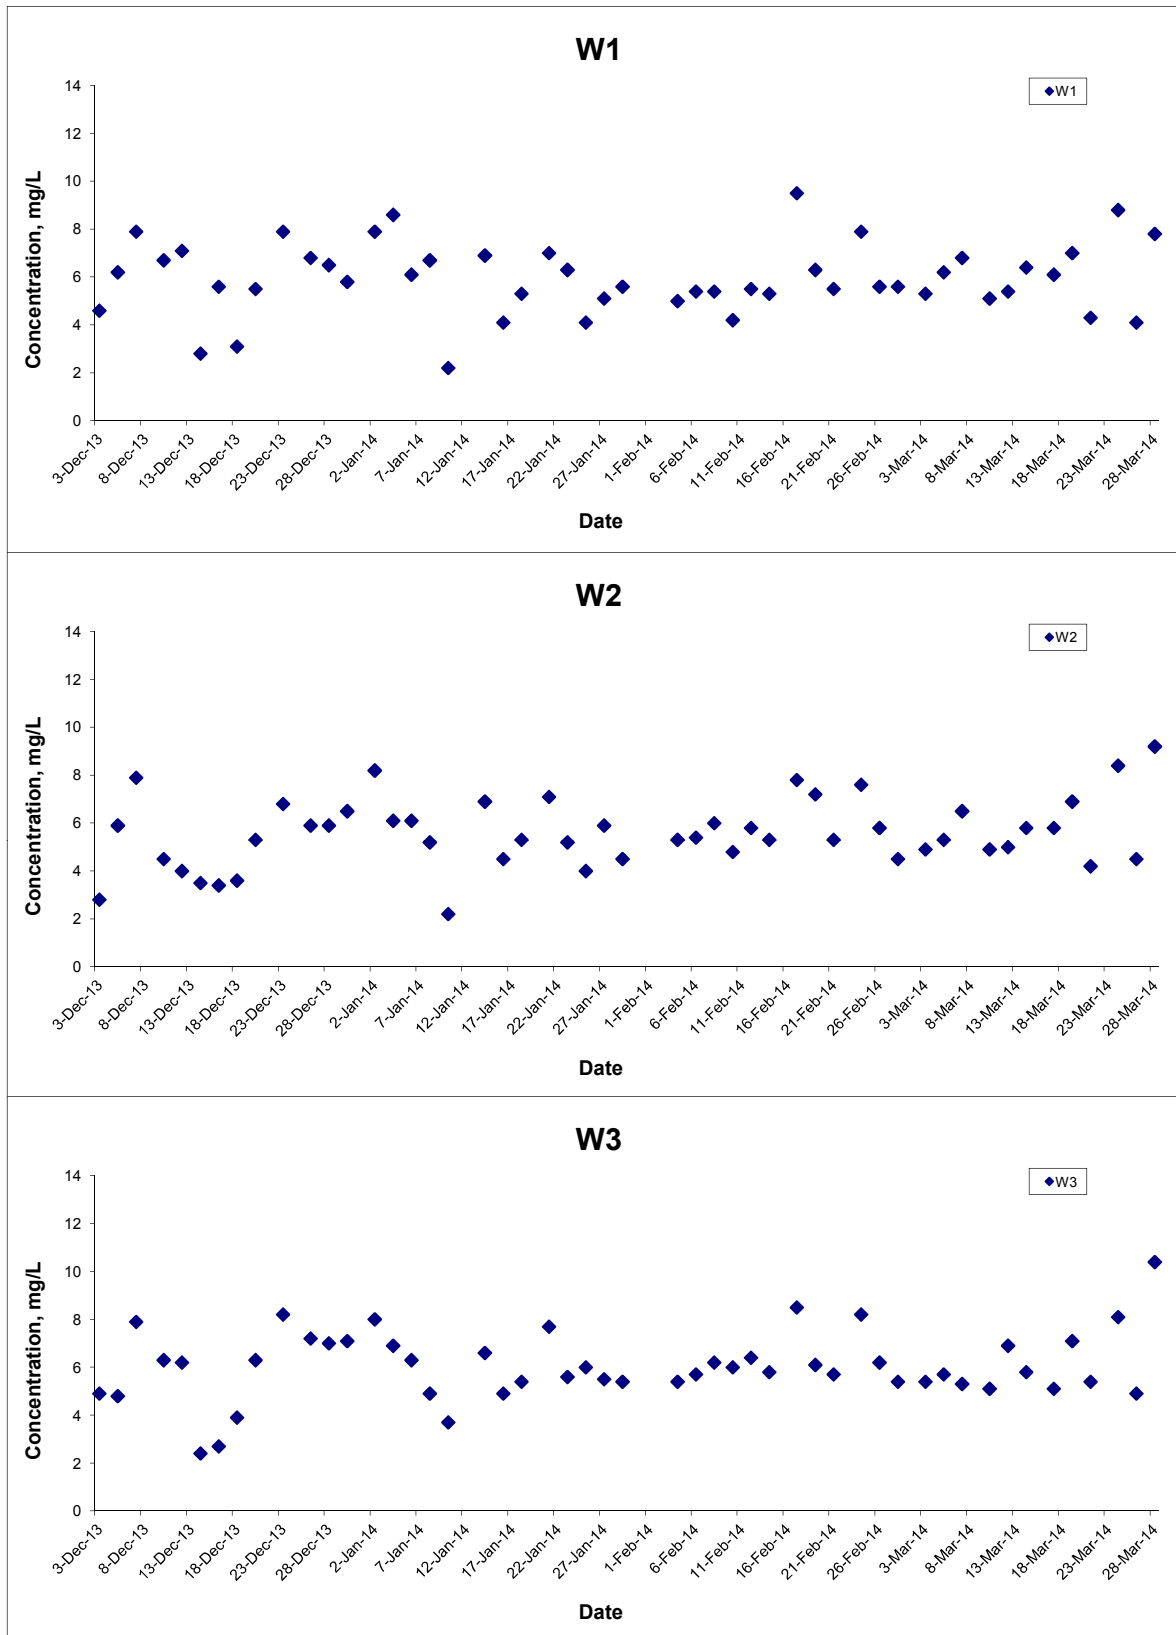 W1
W1
14
12
10
8
6
4
2
0
Concentration, mg/L
3-Dec-13 8-Dec-13 13-Dec-13 18-Dec-13 23-Dec-13 28-Dec-13 2-Jan-14 7-Jan-14 12-Jan-14 17-Jan-14 22-Jan-14 27-Jan-14 1-Feb-14 6-Feb-14 11-Feb-14 16-Feb-14 21-Feb-14 26-Feb-14 3-Mar-14 8-Mar-14 13-Mar-14 18-Mar-14 23-Mar-14 28-Mar-14
Date
W2
W2
14
12
10
8
6
4
2
0
Concentration, mg/L
3-Dec-13 8-Dec-13 13-Dec-13 18-Dec-13 23-Dec-13 28-Dec-13 2-Jan-14 7-Jan-14 12-Jan-14 17-Jan-14 22-Jan-14 27-Jan-14 1-Feb-14 6-Feb-14 11-Feb-14 16-Feb-14 21-Feb-14 26-Feb-14 3-Mar-14 8-Mar-14 13-Mar-14 18-Mar-14 23-Mar-14 28-Mar-14
Date
W3
W3
14
12
10
8
6
4
2
0
Concentration, mg/L
3-Dec-13 8-Dec-13 13-Dec-13 18-Dec-13 23-Dec-13 28-Dec-13 2-Jan-14 7-Jan-14 12-Jan-14 17-Jan-14 22-Jan-14 27-Jan-14 1-Feb-14 6-Feb-14 11-Feb-14 16-Feb-14 21-Feb-14 26-Feb-14 3-Mar-14 8-Mar-14 13-Mar-14 18-Mar-14 23-Mar-14 28-Mar-14
Date